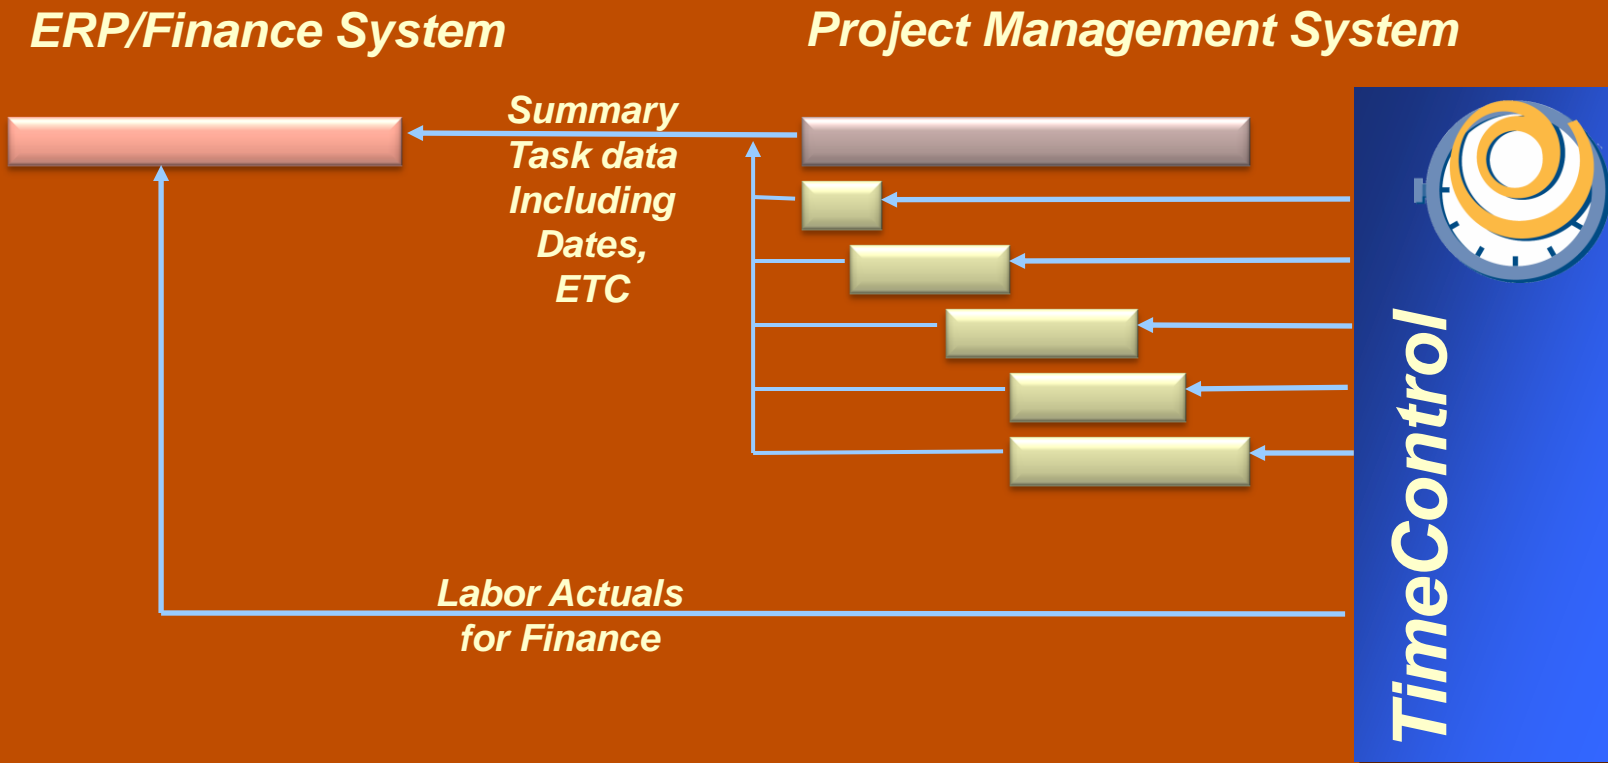 ERP/Finance System
Project Management System
Summary
Task data
Including
Dates,
ETC
Labor Actuals
for Finance
TimeControl